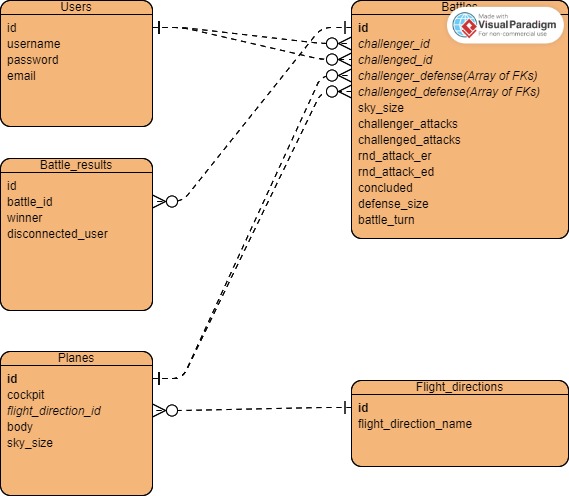 Users
id
username
password
email
Battles
Made with
Visual Paradigm
For non-commercial use
id
challenger_id
challenged_id
challenger_defense(Array of FKs)
challenged_defense(Array of FKs)
sky_size
challenger_attacks
challenged_attacks
rnd_attack_er
rnd_attack_ed
concluded
defense_size
battle_turn
Battle_results
id
battle_id
winner
disconnected_user
Planes
id
cockpit
flight_direction_id
body
sky_size
Flight_directions
id
flight_direction_name